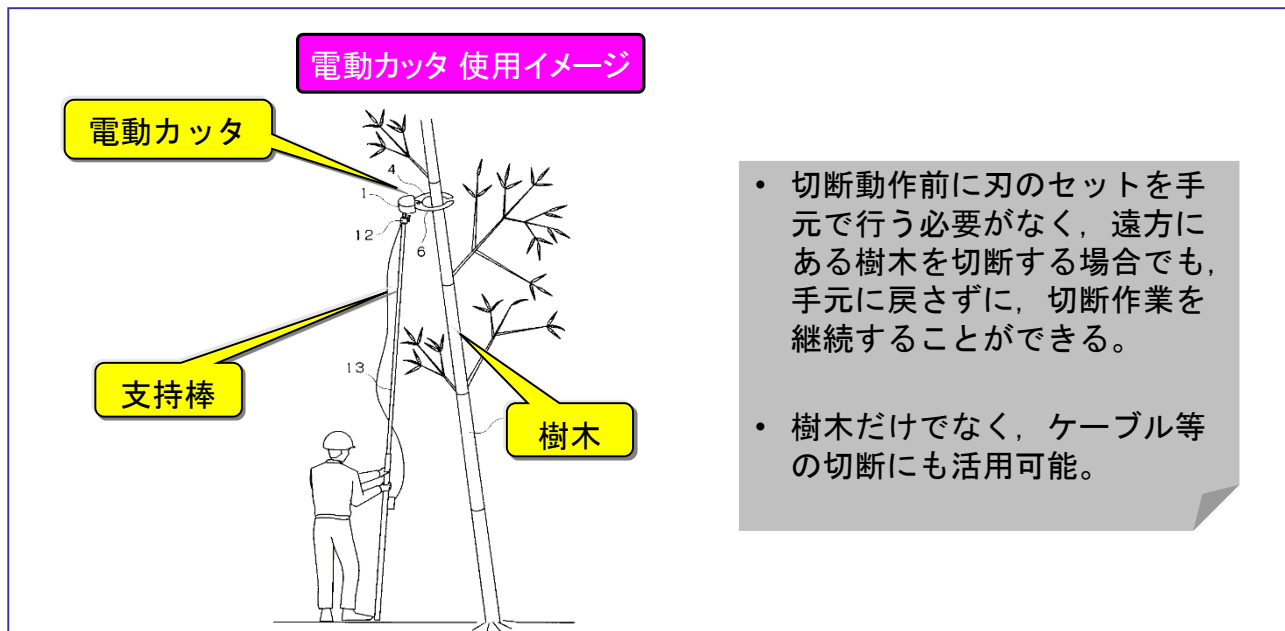 電動カッタ 使用イメージ
電動カッタ
4
1
12
6
13
支持棒
樹木
• 切断動作前に刃のセットを手
元で行う必要がなく，遠方に
ある樹木を切断する場合でも，
手元に戻さずに，切断作業を
継続することができる。
• 樹木だけでなく，ケーブル等
の切断にも活用可能。